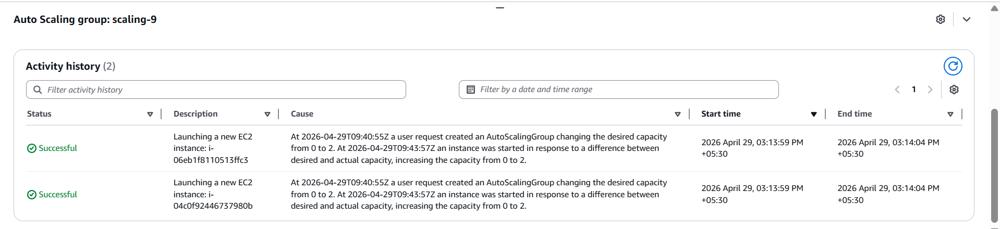 Auto Scaling group: scaling-9
Activity history (2)
Filter activity history
Filter by a date and time range
1
Status
Description
Cause
Start time
End time
Successful
Launching a new EC2
instance: i-
06eb1f8110513ffc3
At 2026-04-29T09:40:55Z a user request created an AutoScalingGroup changing the desired capacity
from 0 to 2. At 2026-04-29T09:43:57Z an instance was started in response to a difference between
desired and actual capacity, increasing the capacity from 0 to 2.
2026 April 29, 03:13:59 PM
+05:30
2026 April 29, 03:14:04 PM
+05:30
Successful
Launching a new EC2
instance: i-
04c0f92446737980b
At 2026-04-29T09:40:55Z a user request created an AutoScalingGroup changing the desired capacity
from 0 to 2. At 2026-04-29T09:43:57Z an instance was started in response to a difference between
desired and actual capacity, increasing the capacity from 0 to 2.
2026 April 29, 03:13:59 PM
+05:30
2026 April 29, 03:14:04 PM
+05:30